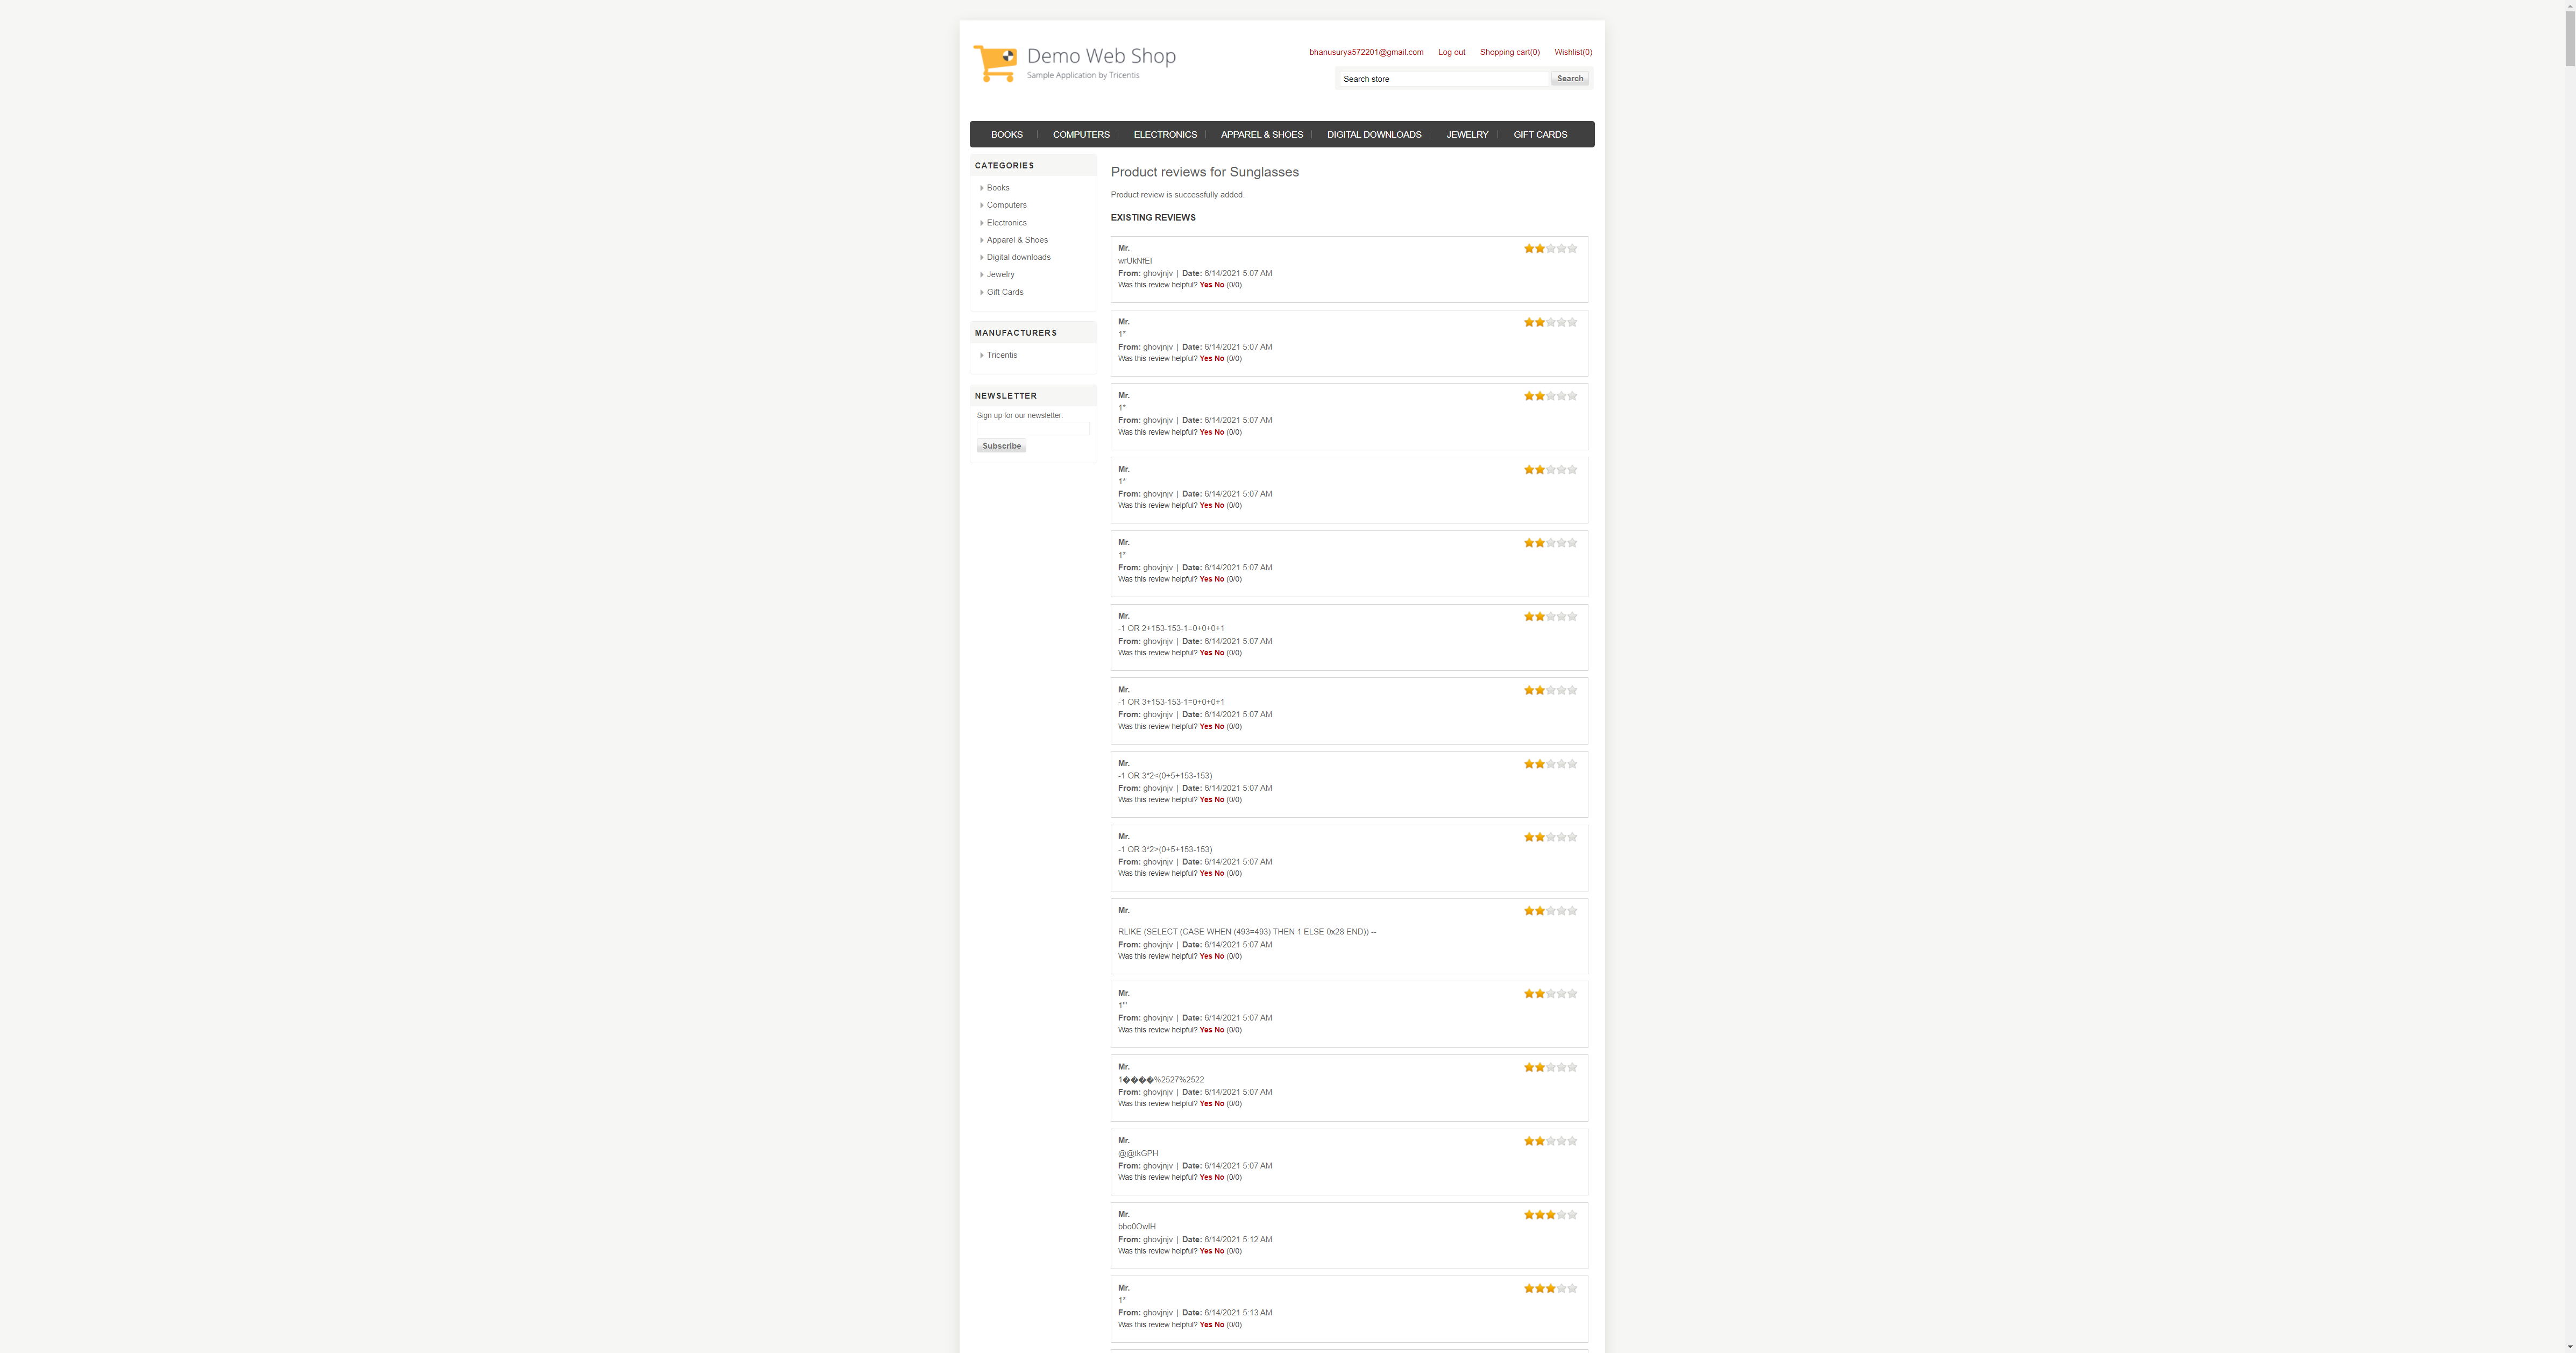 Demo Web Shop
Sample Application by Tricentis
bhanusurya572201@gmail.com Log out Shopping cart(0) Wishlist(0)
Search store Search
BOOKS COMPUTERS ELECTRONICS APPAREL & SHOES DIGITAL DOWNLOADS JEWELRY GIFT CARDS
CATEGORIES
Books
Computers
Electronics
Apparel & Shoes
Digital downloads
Jewelry
Gift Cards
MANUFACTURERS
Tricentis
NEWSLETTER
Sign up for our newsletter:
Subscribe
Product reviews for Sunglasses
Product review is successfully added.
EXISTING REVIEWS
Mr.
wrUkNfEI
From: ghovjnjv | Date: 6/14/2021 5:07 AM
Was this review helpful? Yes No (0/0)
Mr.
1*
From: ghovjnjv | Date: 6/14/2021 5:07 AM
Was this review helpful? Yes No (0/0)
Mr.
1*
From: ghovjnjv | Date: 6/14/2021 5:07 AM
Was this review helpful? Yes No (0/0)
Mr.
1*
From: ghovjnjv | Date: 6/14/2021 5:07 AM
Was this review helpful? Yes No (0/0)
Mr.
1*
From: ghovjnjv | Date: 6/14/2021 5:07 AM
Was this review helpful? Yes No (0/0)
Mr.
-1 OR 2+153-153-1=0+0+0+1
From: ghovjnjv | Date: 6/14/2021 5:07 AM
Was this review helpful? Yes No (0/0)
Mr.
-1 OR 3+153-153-1=0+0+0+1
From: ghovjnjv | Date: 6/14/2021 5:07 AM
Was this review helpful? Yes No (0/0)
Mr.
-1 OR 3*2<(0+5+153-153)
From: ghovjnjv | Date: 6/14/2021 5:07 AM
Was this review helpful? Yes No (0/0)
Mr.
-1 OR 3*2>(0+5+153-153)
From: ghovjnjv | Date: 6/14/2021 5:07 AM
Was this review helpful? Yes No (0/0)
Mr.
RLIKE (SELECT (CASE WHEN (493=493) THEN 1 ELSE 0x28 END)) --
From: ghovjnjv | Date: 6/14/2021 5:07 AM
Was this review helpful? Yes No (0/0)
Mr.
1'"
From: ghovjnjv | Date: 6/14/2021 5:07 AM
Was this review helpful? Yes No (0/0)
Mr.
1����%2527%2522
From: ghovjnjv | Date: 6/14/2021 5:07 AM
Was this review helpful? Yes No (0/0)
Mr.
@@tkGPH
From: ghovjnjv | Date: 6/14/2021 5:07 AM
Was this review helpful? Yes No (0/0)
Mr.
bbo0OwlH
From: ghovjnjv | Date: 6/14/2021 5:12 AM
Was this review helpful? Yes No (0/0)
Mr.
1*
From: ghovjnjv | Date: 6/14/2021 5:13 AM
Was this review helpful? Yes No (0/0)